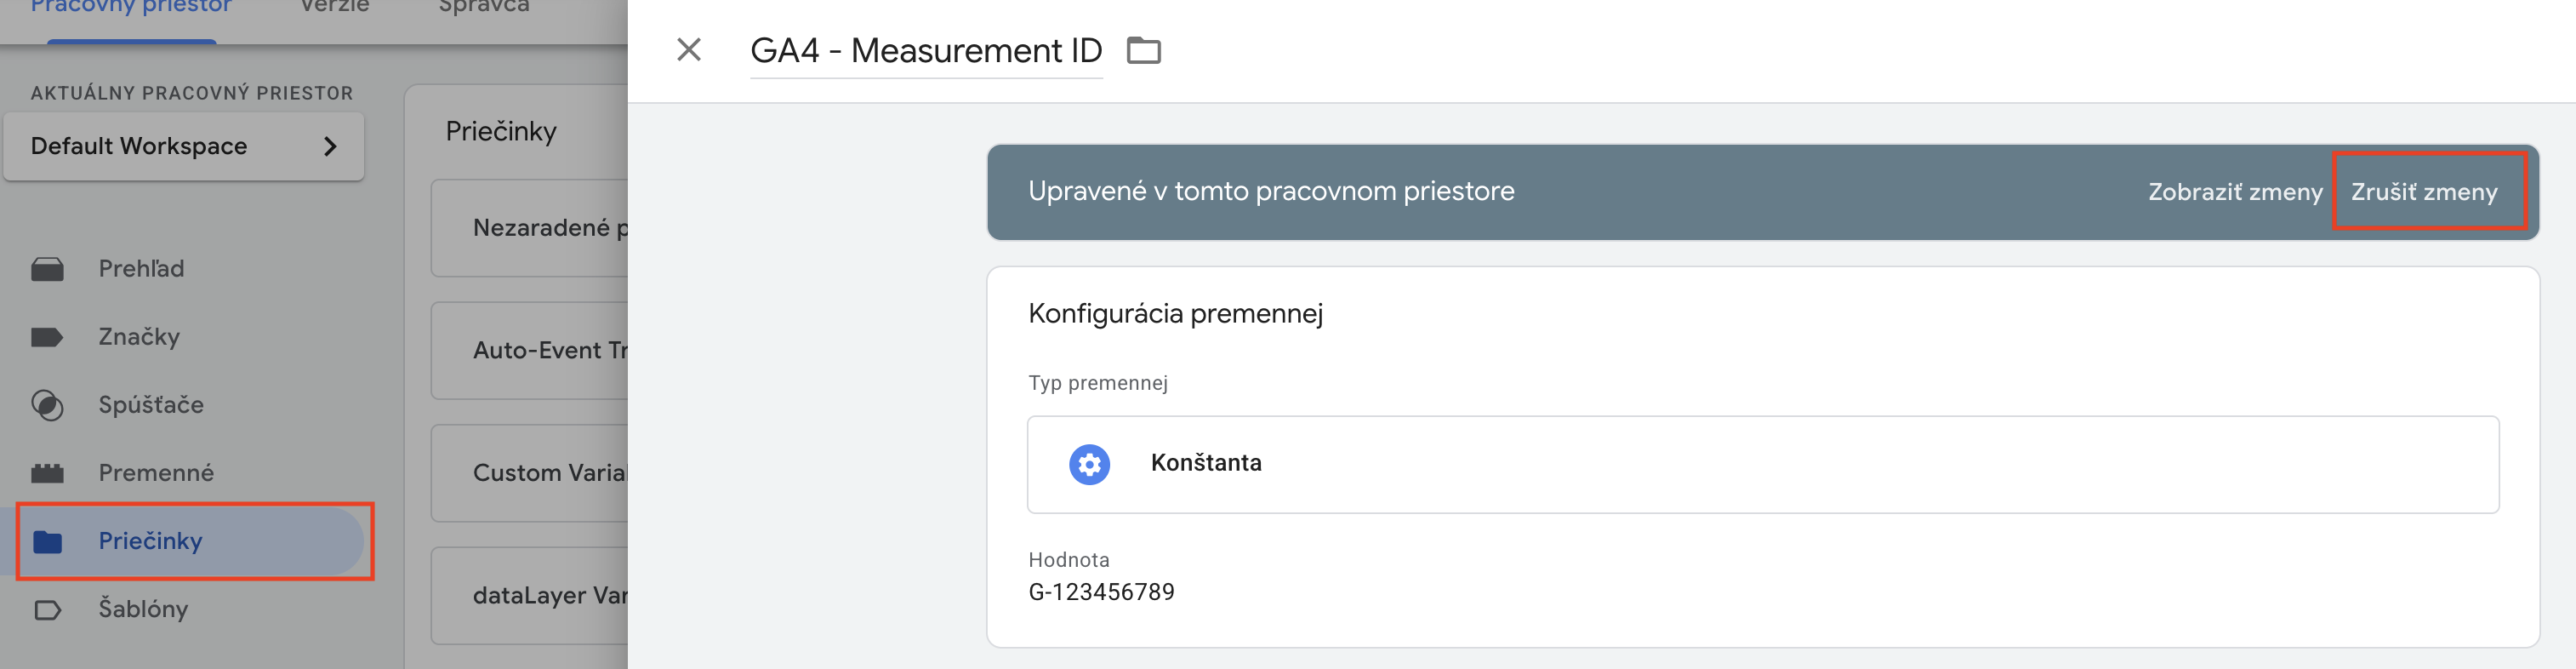 Pracovný priestor Verzie Správca
AKTUÁLNY PRACOVNÝ PRIESTOR
Default Workspace
Prehľad
Značky
Spúšťače
Premenné
Priečinky
Šablóny
Priečinky
Nezaradené p
Auto-Event Tr
Custom Varia
dataLayer Var
GA4 - Measurement ID
Upravené v tomto pracovnom priestore Zobraziť zmeny Zrušiť zmeny
Konfigurácia premennej
Typ premennej
Konštanta
Hodnota
G-123456789